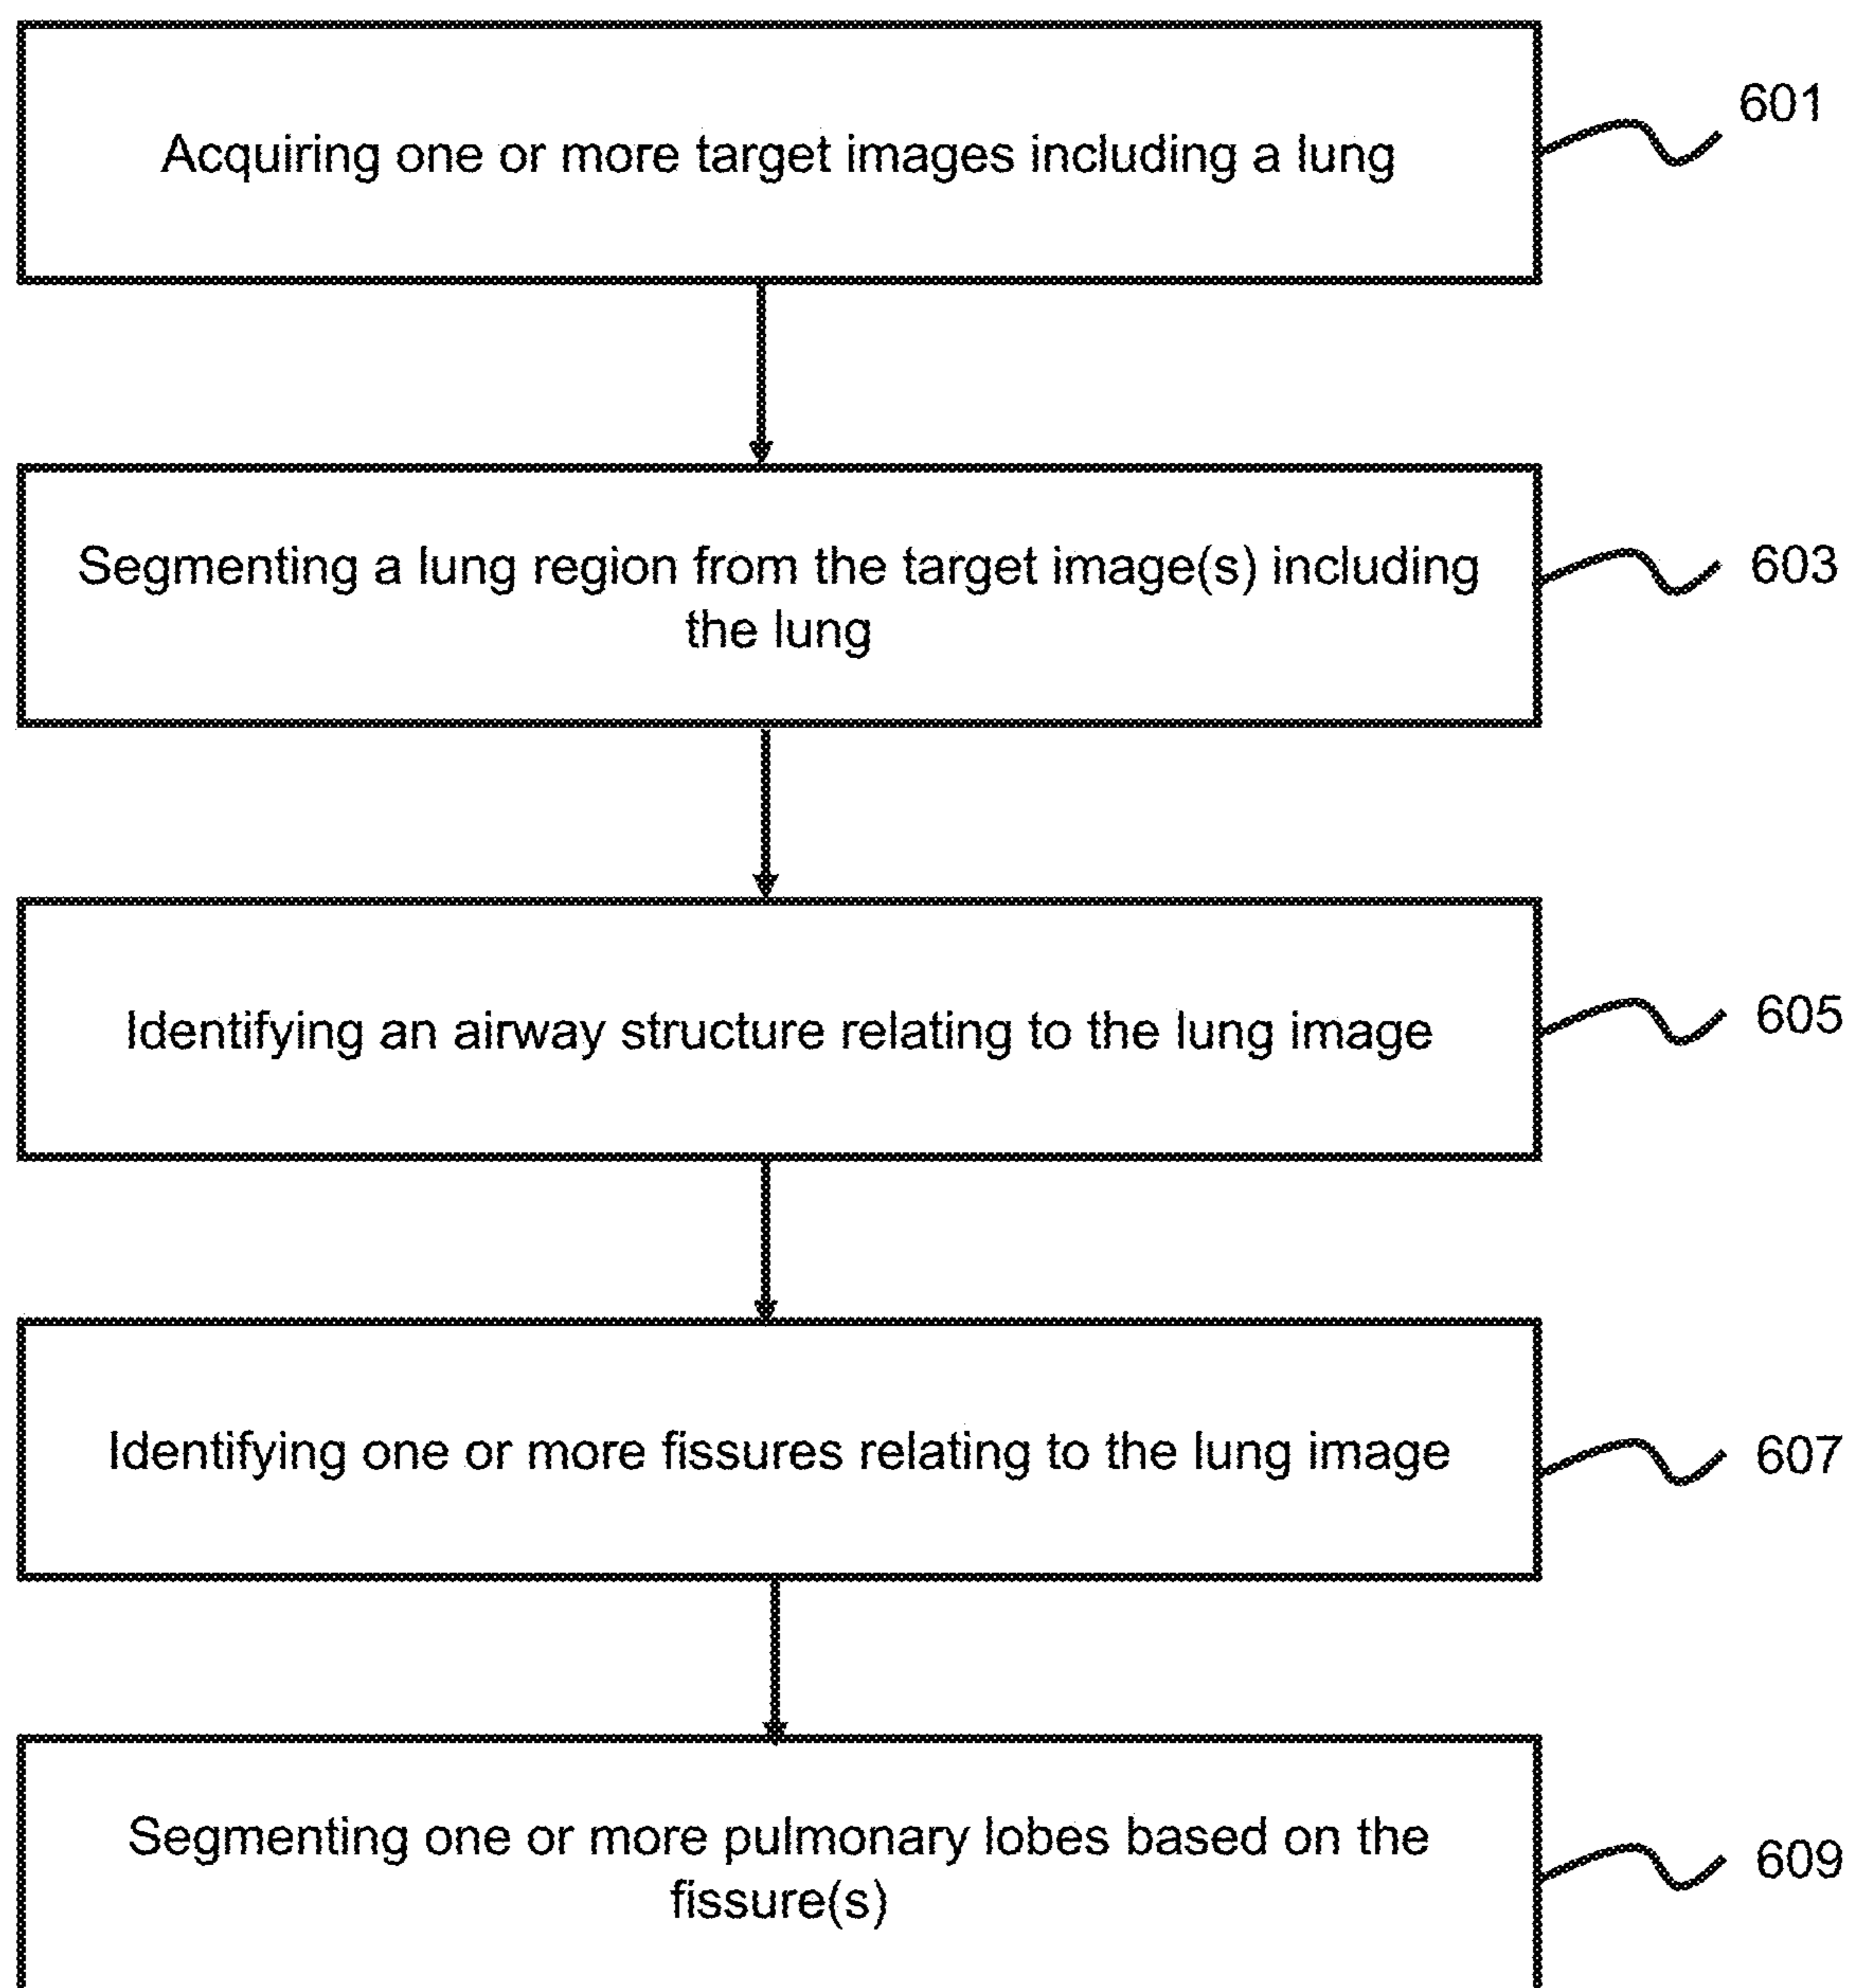 Acquiring one or more target images including a lung
601
Segmenting a lung region from the target image(s) including
the lung
603
Identifying an airway structure relating to the lung image
605
Identifying one or more fissures relating to the lung image
607
Segmenting one or more pulmonary lobes based on the
fissure(s)
609